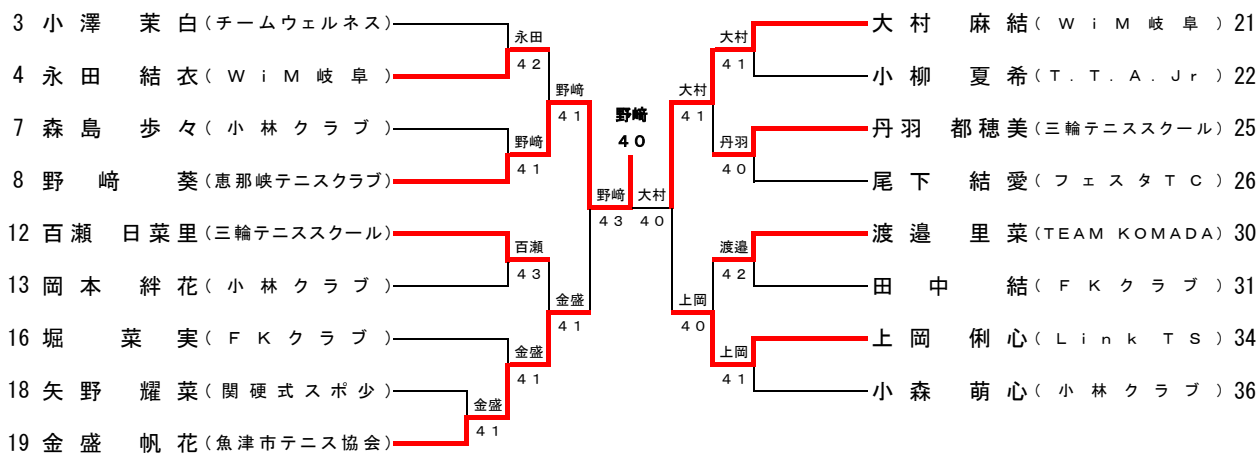 3 小澤 茉白(チームウェルネス)
永田
42
4 永田 結衣(WiM岐阜)
野﨑
41
7 森島 歩々(小林クラブ)
野﨑
41
8 野﨑 葵(恵那峡テニスクラブ)
野﨑
43
12 百瀬 日菜里(三輪テニススクール)
百瀬
43
13 岡本 絆花(小林クラブ)
金盛
41
16 堀 菜実(FKクラブ)
金盛
41
18 矢野 耀菜(関硬式スポ少)
金盛
41
19 金盛 帆花(魚津市テニス協会)
野﨑
40
大村 麻結(WiM岐阜) 21
大村
41
小柳 夏希(T.T.A.Jr) 22
大村
41
丹羽 都穂美(三輪テニススクール) 25
丹羽
40
尾下 結愛(フェスタTC) 26
大村
40
渡邉 里菜(TEAM KOMADA) 30
渡邉
42
田中 結(FKクラブ) 31
上岡
40
上岡 俐心(Link TS) 34
上岡
41
小森 萌心(小林クラブ) 36